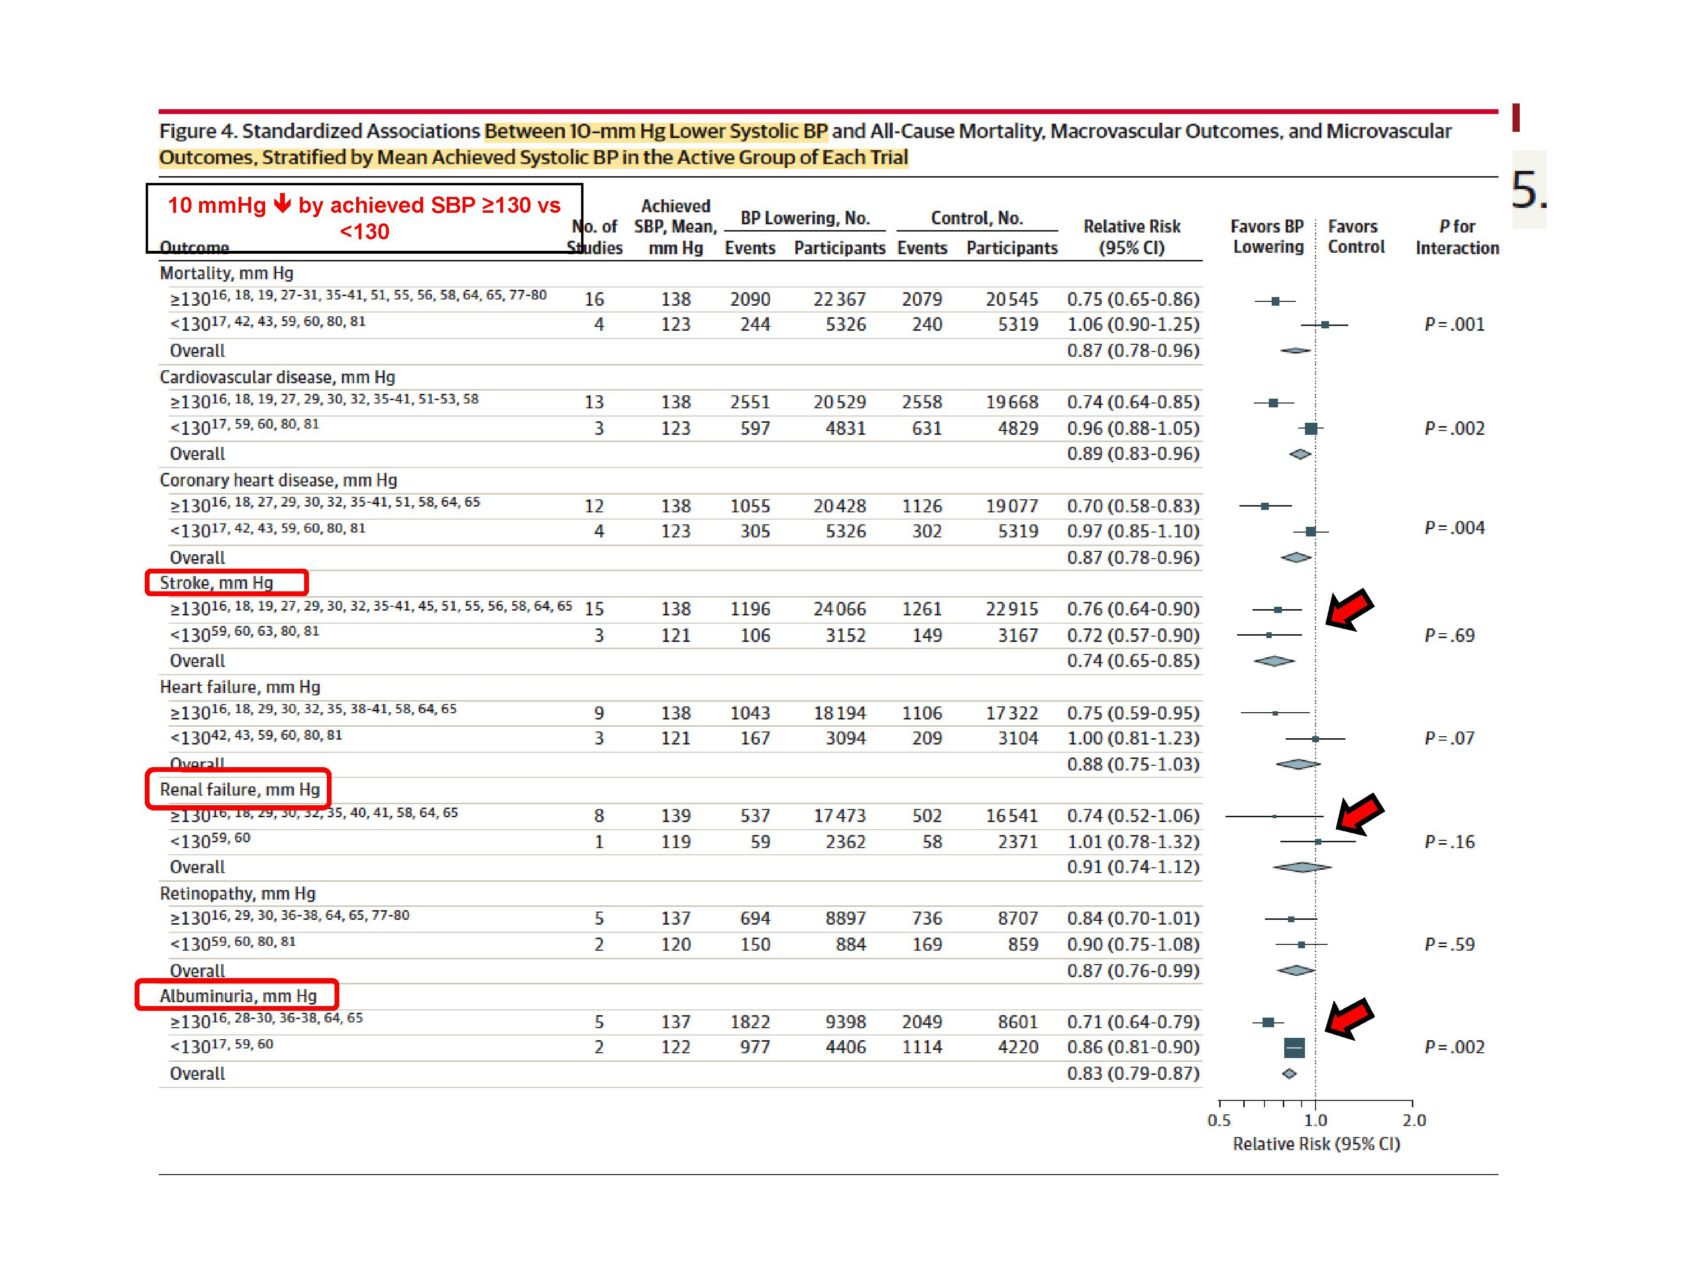 Figure 4. Standardized Associations Between 10-mm Hg Lower Systolic BP and All-Cause Mortality, Macrovascular Outcomes, and Microvascular
Outcomes, Stratified by Mean Achieved Systolic BP in the Active Group of Each Trial
5.
10 mmHg 🡻 by achieved SBP ≥130 vs
<130
Outcome No. of Studies Achieved SBP, Mean, mm Hg BP Lowering, No. Events Participants Control, No. Events Participants Relative Risk (95% CI) Favors BP Lowering Favors Control P for Interaction
Mortality, mm Hg
≥130 16, 18, 19, 27-31, 35-41, 51, 55, 56, 58, 64, 65, 77-80 16 138 2090 22367 2079 20545 0.75 (0.65-0.86)
<130 17, 42, 43, 59, 60, 80, 81 4 123 244 5326 240 5319 1.06 (0.90-1.25) P = .001
Overall 0.87 (0.78-0.96)
Cardiovascular disease, mm Hg
≥130 16, 18, 19, 27, 29, 30, 32, 35-41, 51-53, 58 13 138 2551 20529 2558 19668 0.74 (0.64-0.85)
<130 17, 59, 60, 80, 81 3 123 597 4831 631 4829 0.96 (0.88-1.05) P = .002
Overall 0.89 (0.83-0.96)
Coronary heart disease, mm Hg
≥130 16, 18, 27, 29, 30, 32, 35-41, 51, 58, 64, 65 12 138 1055 20428 1126 19077 0.70 (0.58-0.83)
<130 17, 42, 43, 59, 60, 80, 81 4 123 305 5326 302 5319 0.97 (0.85-1.10) P = .004
Overall 0.87 (0.78-0.96)
Stroke, mm Hg
≥130 16, 18, 19, 27, 29, 30, 32, 35-41, 45, 51, 55, 56, 58, 64, 65 15 138 1196 24066 1261 22915 0.76 (0.64-0.90)
<130 59, 60, 63, 80, 81 3 121 106 3152 149 3167 0.72 (0.57-0.90) P = .69
Overall 0.74 (0.65-0.85)
Heart failure, mm Hg
≥130 16, 18, 29, 30, 32, 35, 38-41, 58, 64, 65 9 138 1043 18194 1106 17322 0.75 (0.59-0.95)
<130 42, 43, 59, 60, 80, 81 3 121 167 3094 209 3104 1.00 (0.81-1.23) P = .07
Overall 0.88 (0.75-1.03)
Renal failure, mm Hg
≥130 16, 18, 29, 30, 32, 35, 40, 41, 58, 64, 65 8 139 537 17473 502 16541 0.74 (0.52-1.06)
<130 59, 60 1 119 59 2362 58 2371 1.01 (0.78-1.32) P = .16
Overall 0.91 (0.74-1.12)
Retinopathy, mm Hg
≥130 16, 29, 30, 36-38, 64, 65, 77-80 5 137 694 8897 736 8707 0.84 (0.70-1.01)
<130 59, 60, 80, 81 2 120 150 884 169 859 0.90 (0.75-1.08) P = .59
Overall 0.87 (0.76-0.99)
Albuminuria, mm Hg
≥130 16, 28-30, 36-38, 64, 65 5 137 1822 9398 2049 8601 0.71 (0.64-0.79)
<130 17, 59, 60 2 122 977 4406 1114 4220 0.86 (0.81-0.90) P = .002
Overall 0.83 (0.79-0.87)
0.5 1.0 2.0
Relative Risk (95% CI)